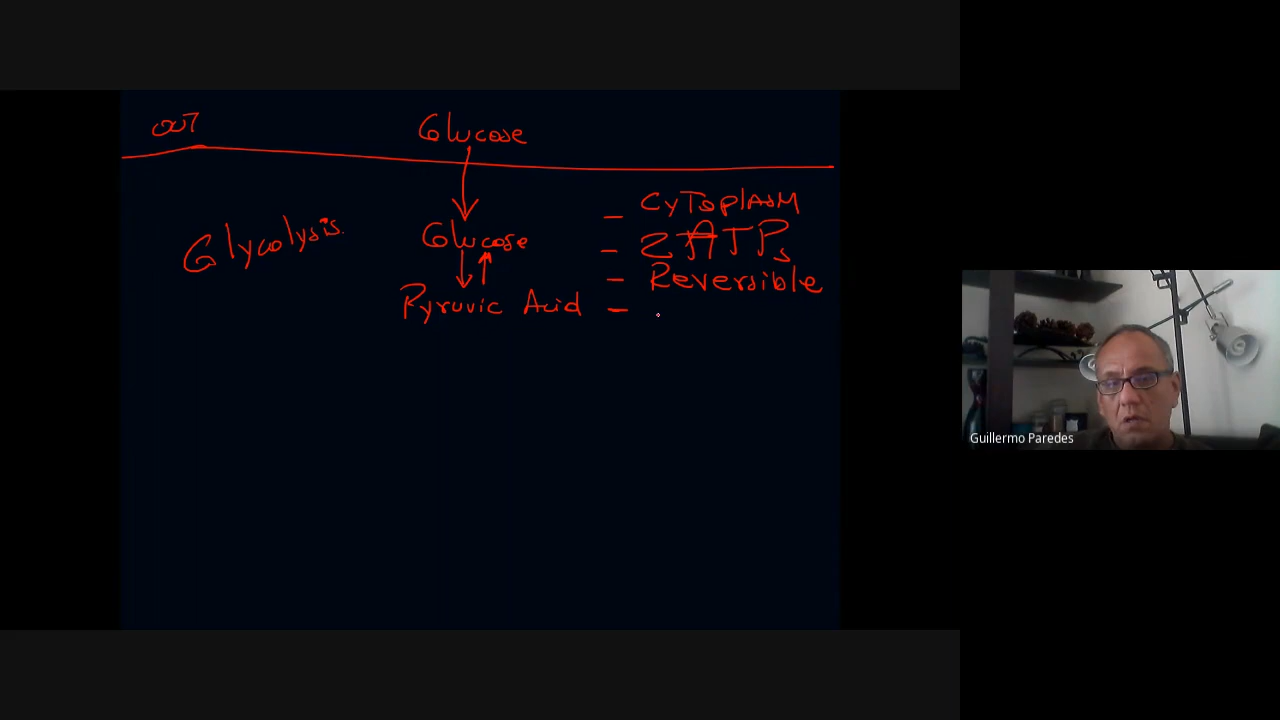 OUT
Glucose
Glycolysis
Glucose
Pyruvic Acid
- Cytoplasm
- 2 ATPs
- Reversible
-
Guillermo Paredes